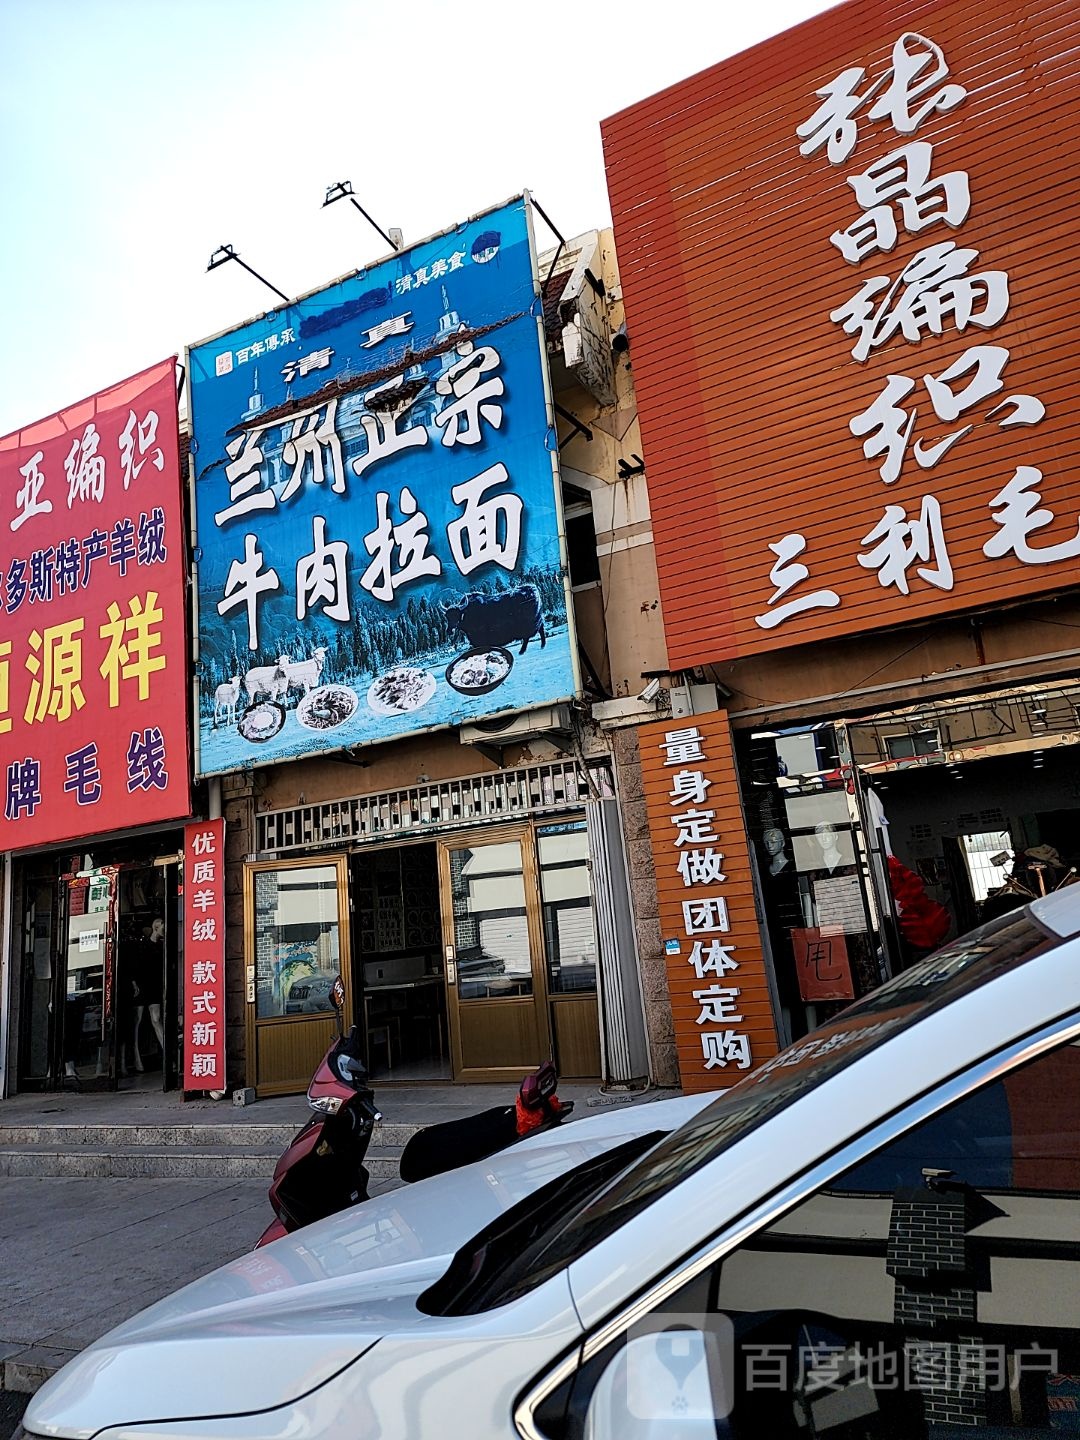 亚编织
多斯特产羊绒
源祥
牌毛线
优质羊绒 款式新颖
百年傳承
清真美食
清真
兰州正宗
牛肉拉面
张晶编织
三利毛
量身定做 团体定购
甩
百度地图用户